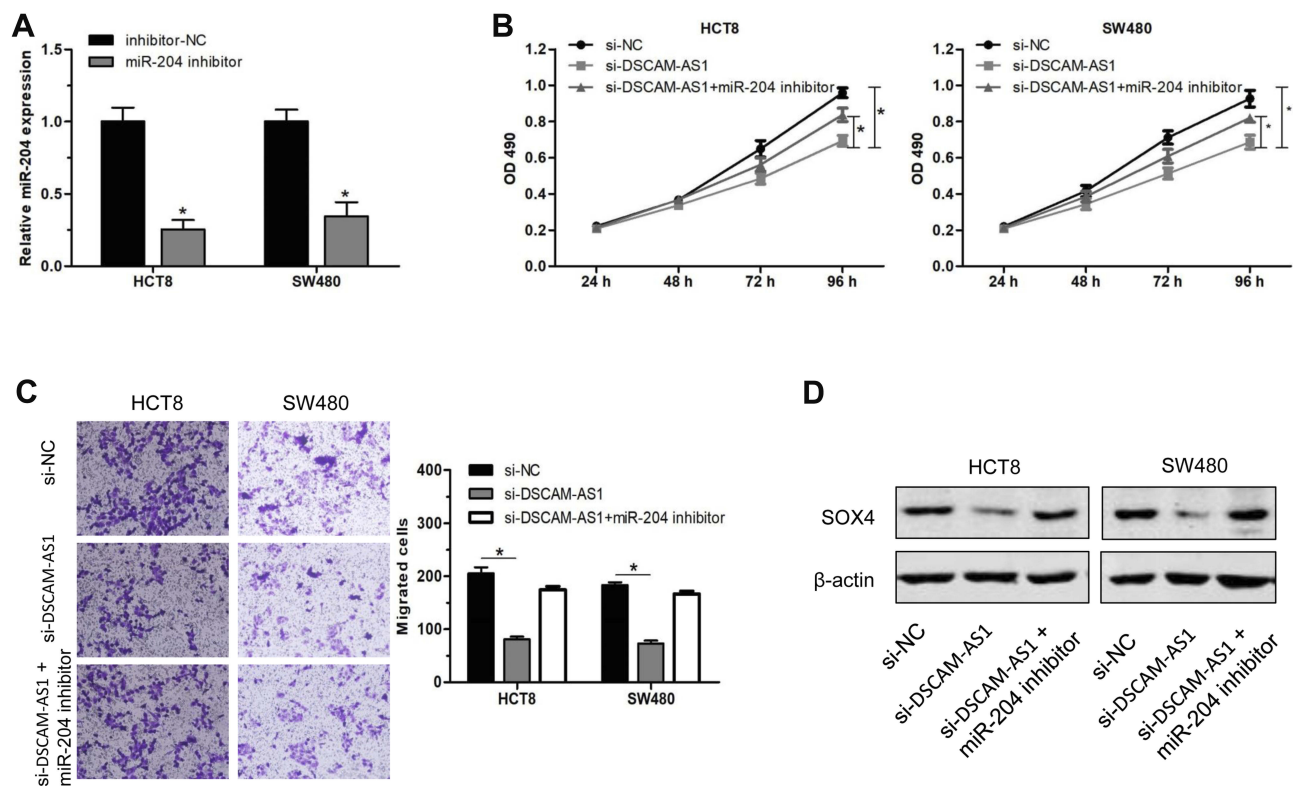 A
Relative miR-204 expression
1.5
1.0
0.5
0.0
inhibitor-NC
miR-204 inhibitor
*
*
HCT8
SW480
B
HCT8
OD 490
1.2
1.0
0.8
0.6
0.4
0.2
0.0
si-NC
si-DSCAM-AS1
si-DSCAM-AS1+miR-204 inhibitor
*
*
24 h
48 h
72 h
96 h
SW480
OD 490
1.2
1.0
0.8
0.6
0.4
0.2
0.0
si-NC
si-DSCAM-AS1
si-DSCAM-AS1+miR-204 inhibitor
*
*
24 h
48 h
72 h
96 h
C
HCT8
SW480
si-NC
si-DSCAM-AS1
si-DSCAM-AS1 +
miR-204 inhibitor
Migrated cells
400
300
200
100
0
si-NC
si-DSCAM-AS1
si-DSCAM-AS1+miR-204 inhibitor
*
*
HCT8
SW480
D
HCT8
SW480
SOX4
β-actin
si-NC
si-DSCAM-AS1
si-DSCAM-AS1 +
miR-204 inhibitor
si-NC
si-DSCAM-AS1
si-DSCAM-AS1 +
miR-204 inhibitor